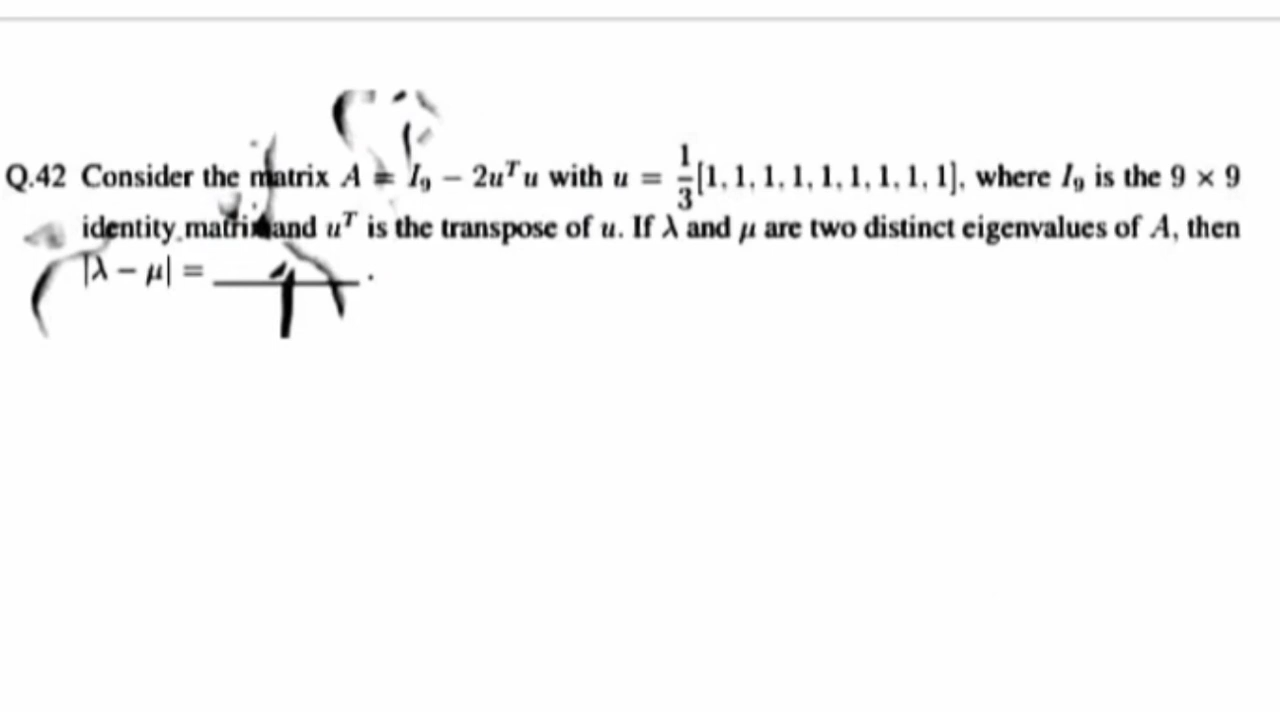 Q.42 Consider the matrix A = I₉ − 2uᵀu with u = 1/3[1, 1, 1, 1, 1, 1, 1, 1, 1], where I₉ is the 9 × 9
identity matrix and uᵀ is the transpose of u. If λ and μ are two distinct eigenvalues of A, then
|λ − μ| = ________.